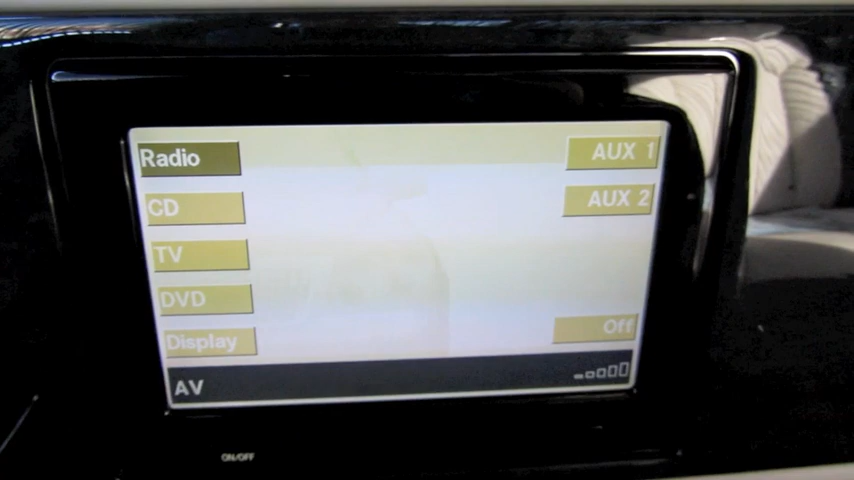 Radio
AUX 1
CD
AUX 2
TV
DVD
Off
Display
AV
ON/OFF